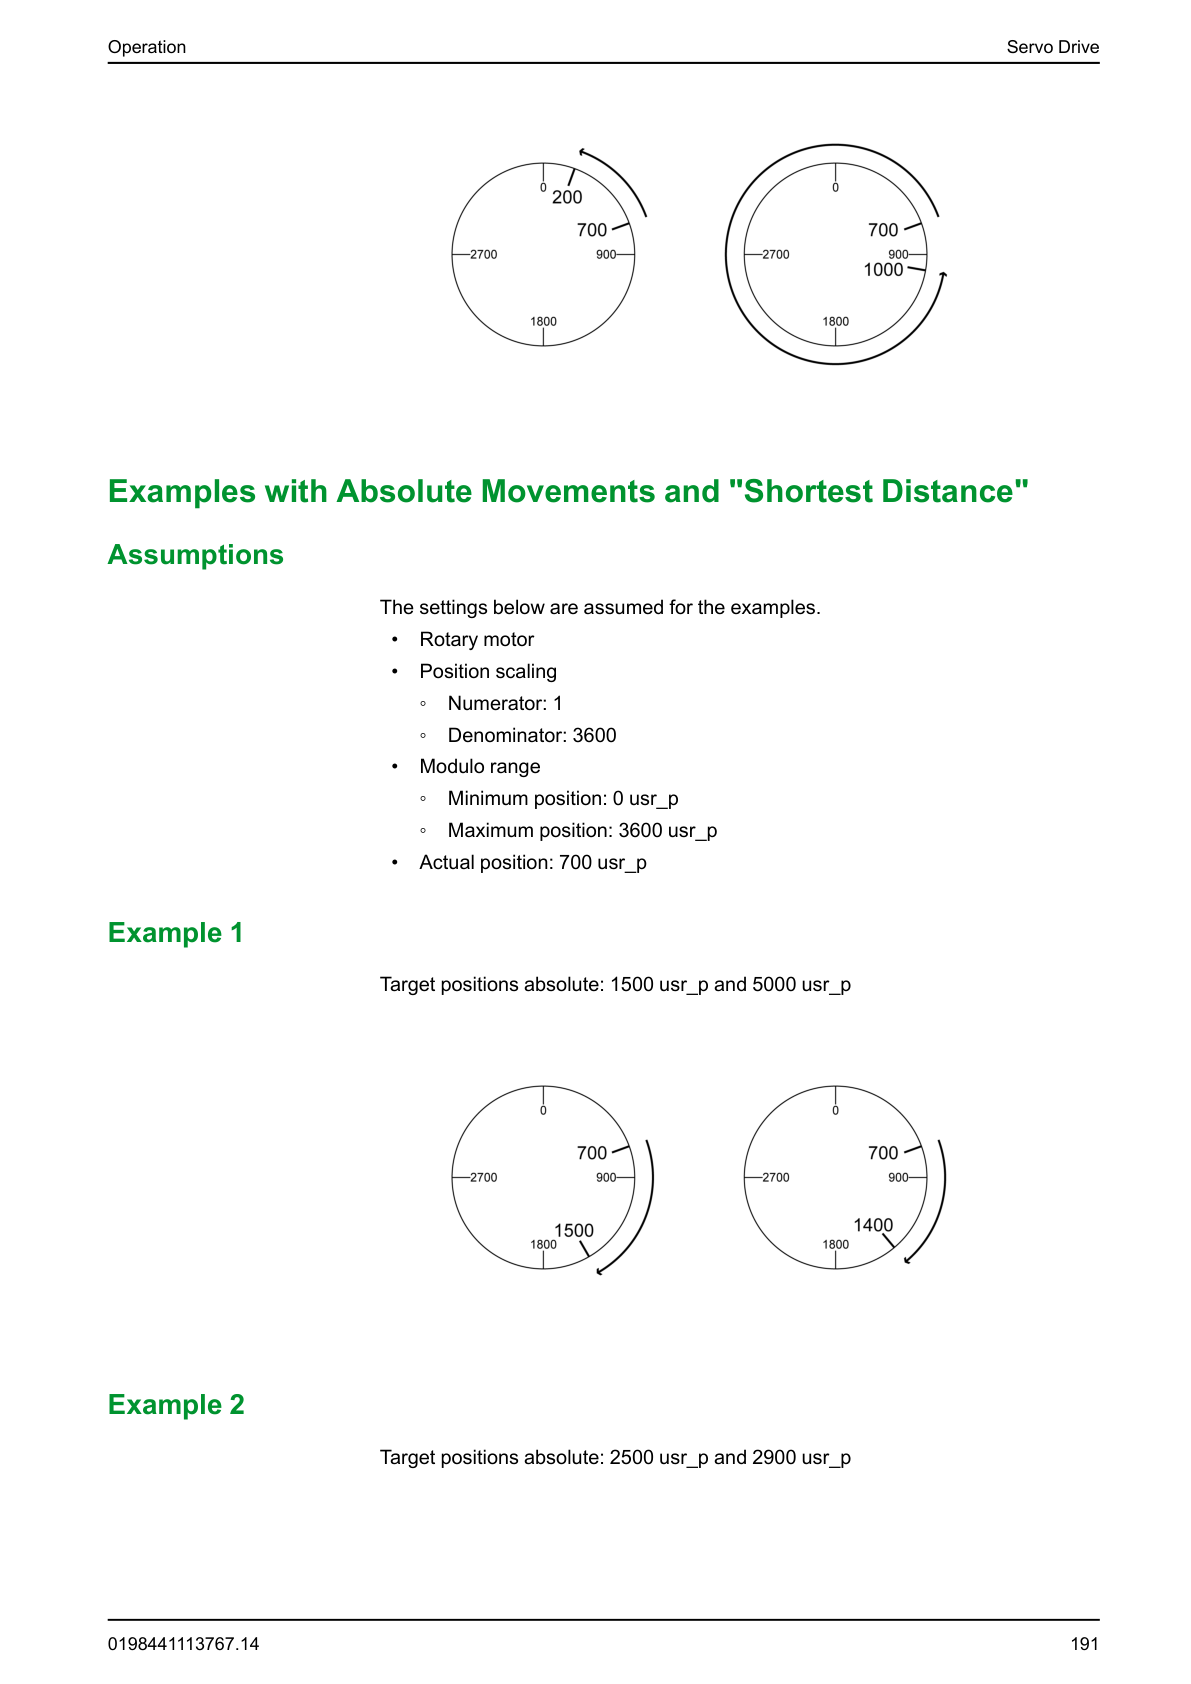 Operation Servo Drive
0 0
200
700 700
2700 900 2700 900
1000
1800 1800
Examples with Absolute Movements and "Shortest Distance"
Assumptions
The settings below are assumed for the examples.
• Rotary motor
• Position scaling
◦ Numerator: 1
◦ Denominator: 3600
• Modulo range
◦ Minimum position: 0 usr_p
◦ Maximum position: 3600 usr_p
• Actual position: 700 usr_p
Example 1
Target positions absolute: 1500 usr_p and 5000 usr_p
0 0
700 700
2700 900 2700 900
1500 1400
1800 1800
Example 2
Target positions absolute: 2500 usr_p and 2900 usr_p
0198441113767.14 191